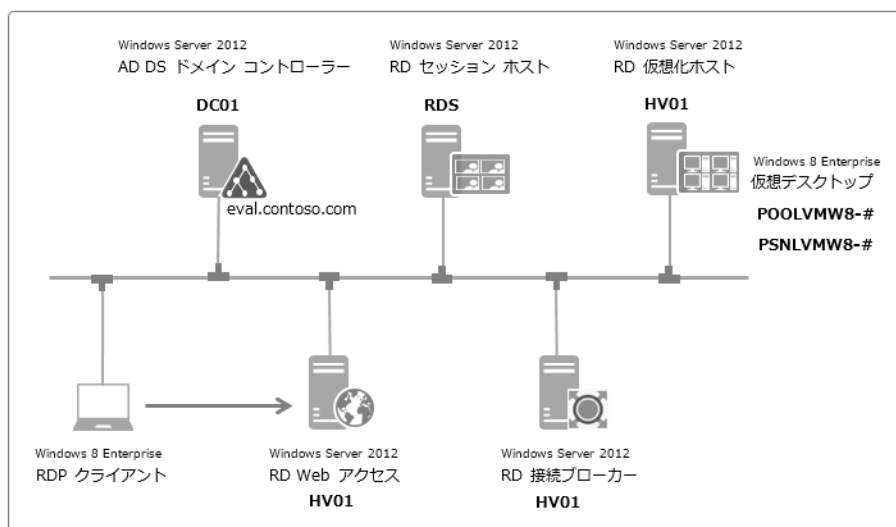 Windows Server 2012
AD DS ドメイン コントローラー
DC01
eval.contoso.com
Windows Server 2012
RD セッション ホスト
RDS
Windows Server 2012
RD 仮想化ホスト
HV01
Windows 8 Enterprise
仮想デスクトップ
POOLVMW8-#
PSNLVMW8-#
Windows 8 Enterprise
RDP クライアント
Windows Server 2012
RD Web アクセス
HV01
Windows Server 2012
RD 接続ブローカー
HV01